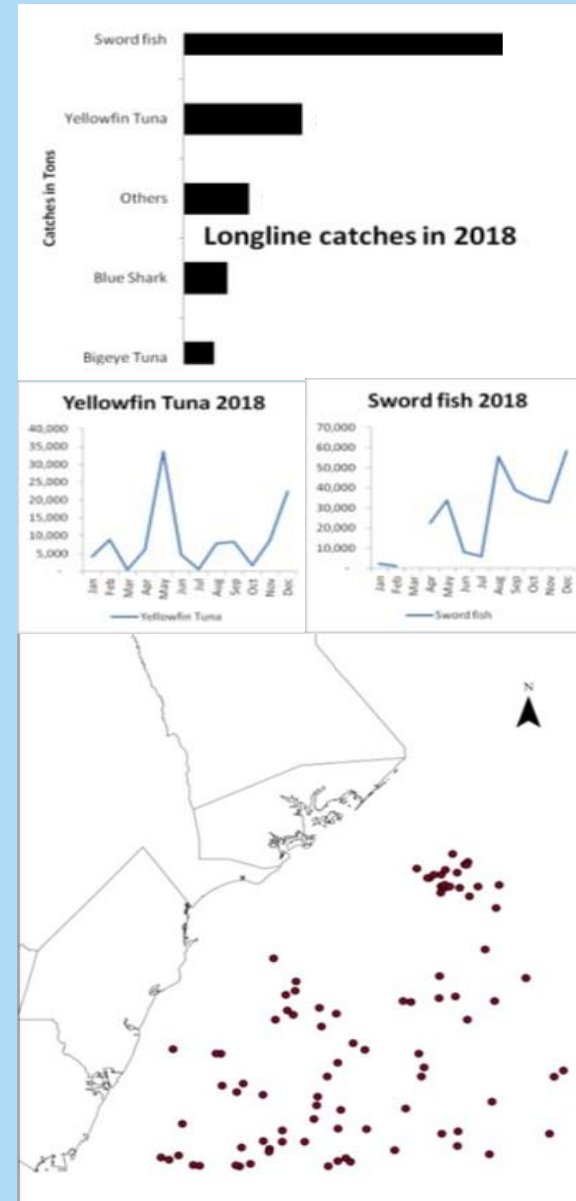 Sword fish
Yellowfin Tuna
Others
Blue Shark
Bigeye Tuna
Catches in Tons
Longline catches in 2018
Yellowfin Tuna 2018
40,000
35,000
30,000
25,000
20,000
15,000
10,000
5,000
-
Jan
Feb
Mar
Apr
May
Jun
Jul
Aug
Sep
Oct
Nov
Dec
Yellowfin Tuna
Sword fish 2018
70,000
60,000
50,000
40,000
30,000
20,000
10,000
-
Jan
Feb
Mar
Apr
May
Jun
Jul
Aug
Sep
Oct
Nov
Dec
Sword fish
N